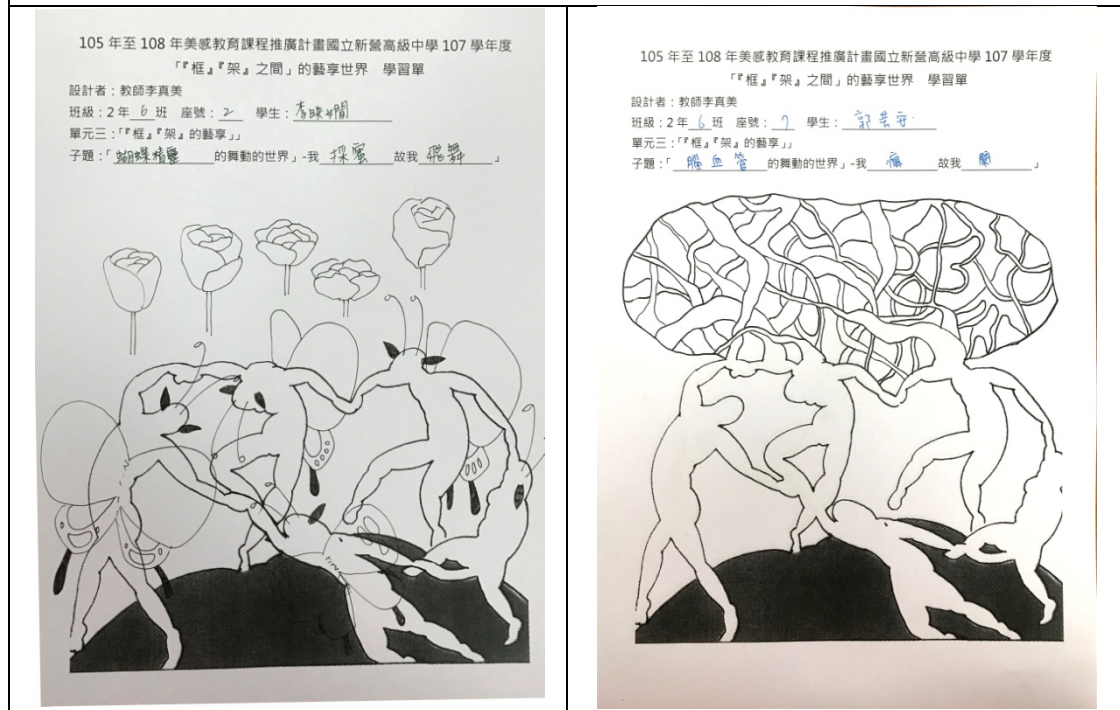 105 年至 108 年美感教育課程推廣計畫國立新營高級中學 107 學年度
「『框』『架』之間」的藝享世界 學習單
設計者：教師李真美
班級：2 年 6 班 座號：2 學生：李映嫺
單元三：「『框』『架』的藝享」」
子題：「 蝴蝶精靈 的舞動的世界」-我 採蜜 故我 飛舞 」
105 年至 108 年美感教育課程推廣計畫國立新營高級中學 107 學年度
「『框』『架』之間」的藝享世界 學習單
設計者：教師李真美
班級：2 年 6 班 座號：7 學生：郭芸
單元三：「『框』『架』的藝享」」
子題：「 腦血管 的舞動的世界」-我 故我 」